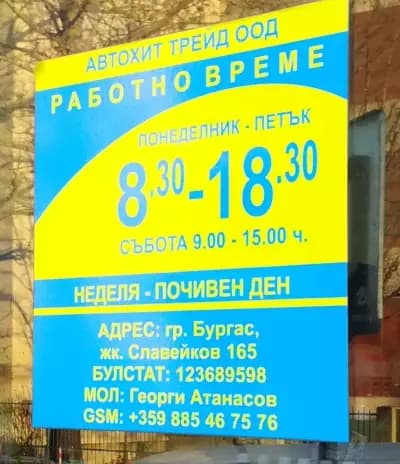 АВТОХИТ ТРЕЙД ООД
РАБОТНО ВРЕМЕ
ПОНЕДЕЛНИК - ПЕТЪК
8.30-18.30
СЪБОТА 9.00 - 15.00 ч.
НЕДЕЛЯ - ПОЧИВЕН ДЕН
АДРЕС: гр. Бургас,
жк. Славейков 165
БУЛСТАТ: 123689598
МОЛ: Георги Атанасов
GSM: +359 885 46 75 76